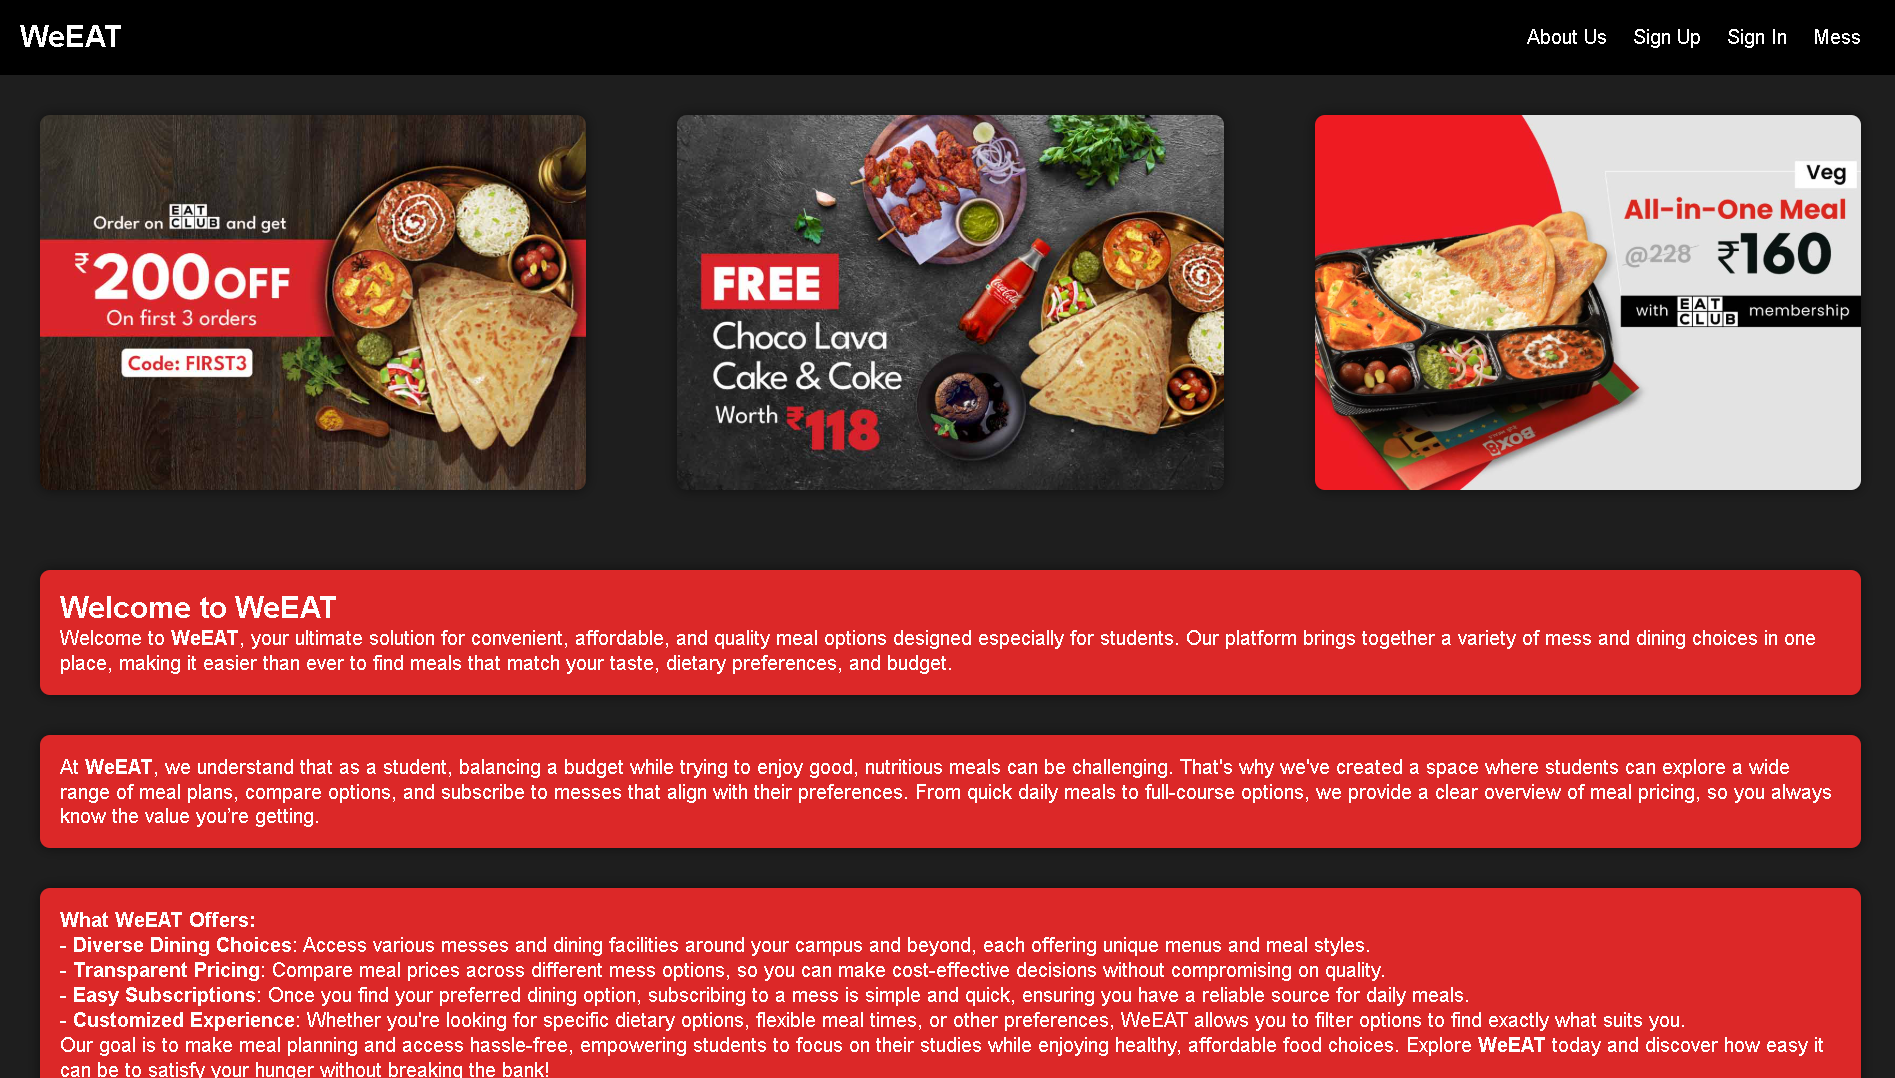 WeEAT
About Us Sign Up Sign In Mess
Order on EAT CLUB and get
₹200 OFF
On first 3 orders
Code: FIRST3
FREE
Choco Lava
Cake & Coke
Worth ₹118
Coca-Cola
Veg
All-in-One Meal
@228 ₹160
with EAT CLUB membership
BOX8
Welcome to WeEAT
Welcome to WeEAT, your ultimate solution for convenient, affordable, and quality meal options designed especially for students. Our platform brings together a variety of mess and dining choices in one
place, making it easier than ever to find meals that match your taste, dietary preferences, and budget.
At WeEAT, we understand that as a student, balancing a budget while trying to enjoy good, nutritious meals can be challenging. That's why we've created a space where students can explore a wide
range of meal plans, compare options, and subscribe to messes that align with their preferences. From quick daily meals to full-course options, we provide a clear overview of meal pricing, so you always
know the value you’re getting.
What WeEAT Offers:
- Diverse Dining Choices: Access various messes and dining facilities around your campus and beyond, each offering unique menus and meal styles.
- Transparent Pricing: Compare meal prices across different mess options, so you can make cost-effective decisions without compromising on quality.
- Easy Subscriptions: Once you find your preferred dining option, subscribing to a mess is simple and quick, ensuring you have a reliable source for daily meals.
- Customized Experience: Whether you're looking for specific dietary options, flexible meal times, or other preferences, WeEAT allows you to filter options to find exactly what suits you.
Our goal is to make meal planning and access hassle-free, empowering students to focus on their studies while enjoying healthy, affordable food choices. Explore WeEAT today and discover how easy it
can be to satisfy your hunger without breaking the bank!